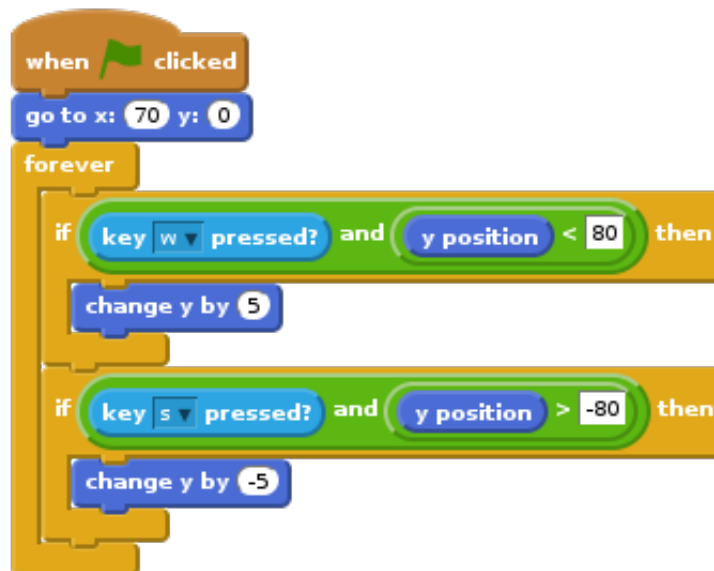 when clicked
go to x: 70 y: 0
forever
if key w pressed? and y position < 80 then
change y by 5
if key s pressed? and y position > -80 then
change y by -5